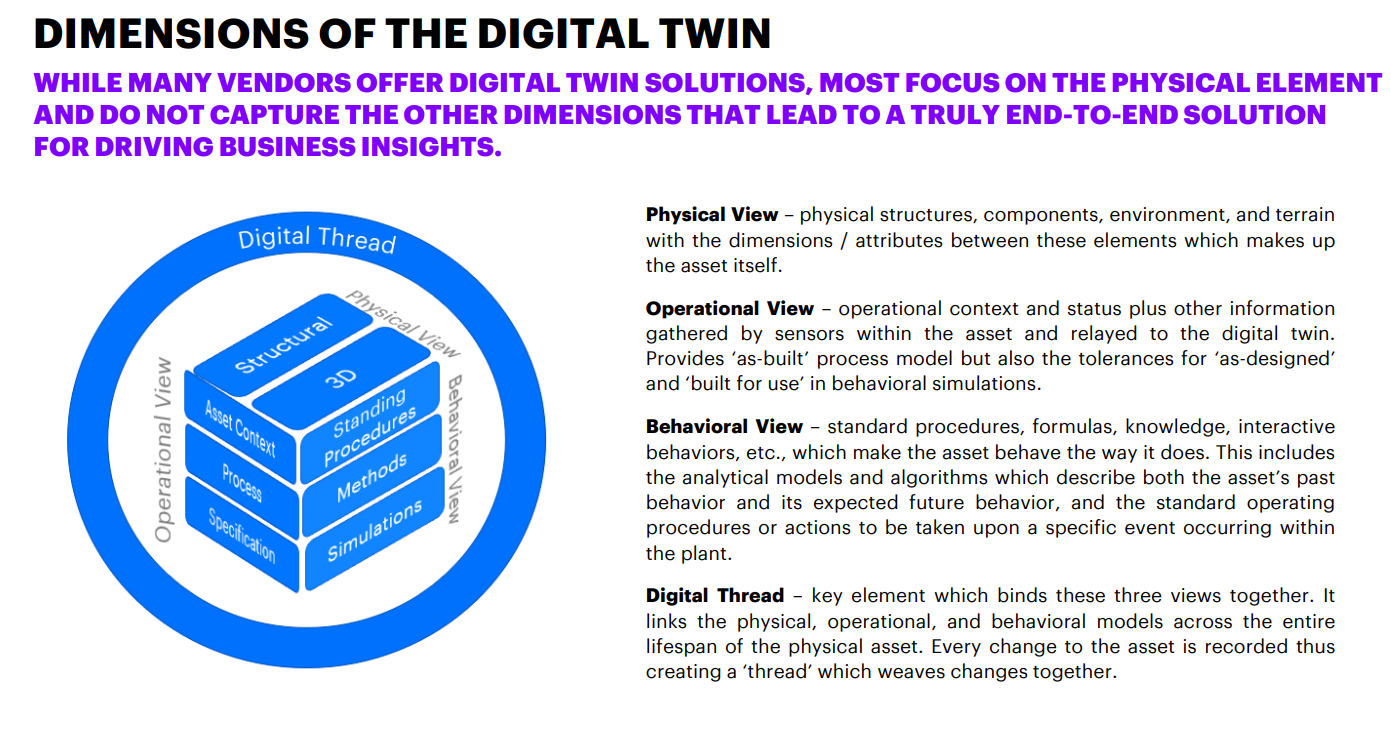 DIMENSIONS OF THE DIGITAL TWIN
WHILE MANY VENDORS OFFER DIGITAL TWIN SOLUTIONS, MOST FOCUS ON THE PHYSICAL ELEMENT
AND DO NOT CAPTURE THE OTHER DIMENSIONS THAT LEAD TO A TRULY END-TO-END SOLUTION
FOR DRIVING BUSINESS INSIGHTS.
Digital Thread
Physical View
Structural
3D
Operational View
Asset Context
Process
Specification
Behavioral View
Standing
Procedures
Methods
Simulations
Physical View – physical structures, components, environment, and terrain
with the dimensions / attributes between these elements which makes up
the asset itself.
Operational View – operational context and status plus other information
gathered by sensors within the asset and relayed to the digital twin.
Provides ‘as-built’ process model but also the tolerances for ‘as-designed’
and ‘built for use’ in behavioral simulations.
Behavioral View – standard procedures, formulas, knowledge, interactive
behaviors, etc., which make the asset behave the way it does. This includes
the analytical models and algorithms which describe both the asset’s past
behavior and its expected future behavior, and the standard operating
procedures or actions to be taken upon a specific event occurring within
the plant.
Digital Thread – key element which binds these three views together. It
links the physical, operational, and behavioral models across the entire
lifespan of the physical asset. Every change to the asset is recorded thus
creating a ‘thread’ which weaves changes together.